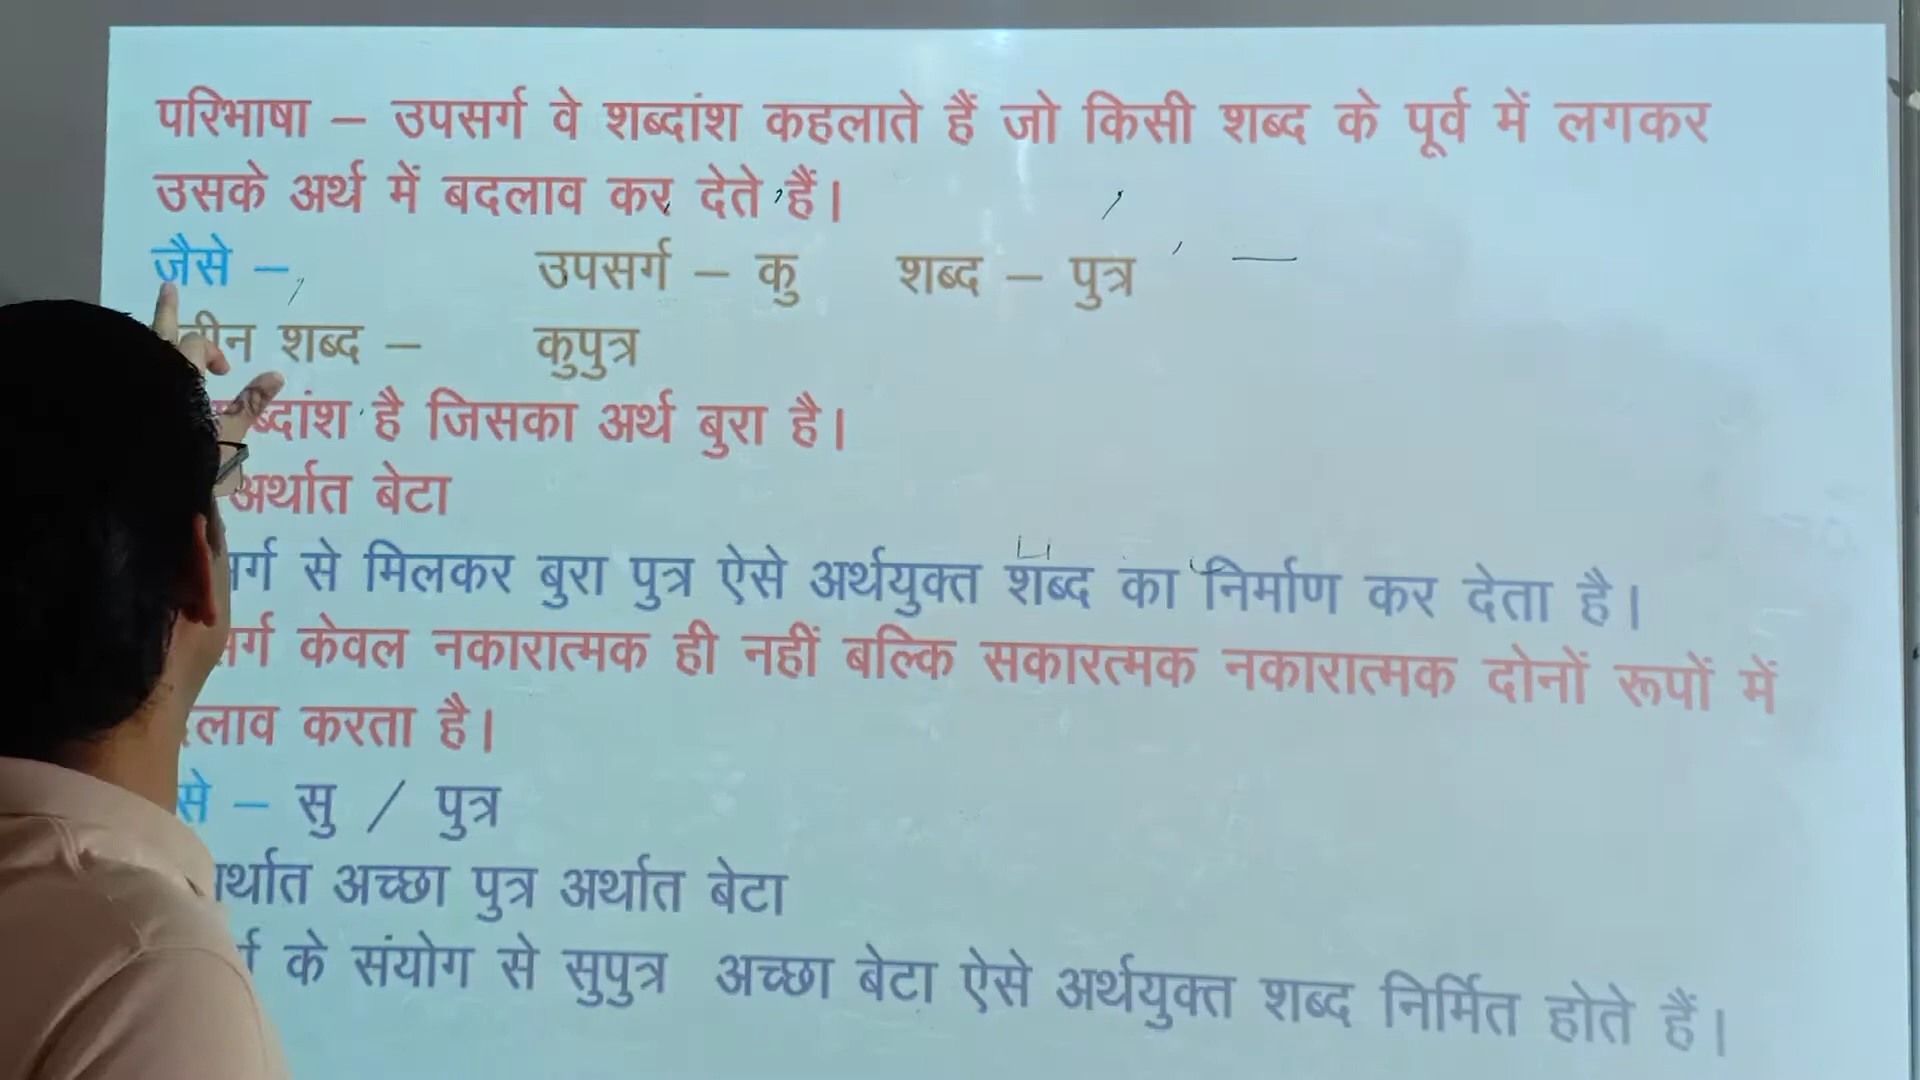 परिभाषा – उपसर्ग वे शब्दांश कहलाते हैं जो किसी शब्द के पूर्व में लगकर
उसके अर्थ में बदलाव कर देते हैं।
जैसे – उपसर्ग – कु शब्द – पुत्र
शब्द – कुपुत्र
है जिसका अर्थ बुरा है।
अर्थात बेटा
से मिलकर बुरा पुत्र ऐसे अर्थयुक्त शब्द का निर्माण कर देता है।
केवल नकारात्मक ही नहीं बल्कि सकारत्मक नकारात्मक दोनों रूपों में
करता है।
– सु / पुत्र
अच्छा पुत्र अर्थात बेटा
के संयोग से सुपुत्र अच्छा बेटा ऐसे अर्थयुक्त शब्द निर्मित होते हैं।